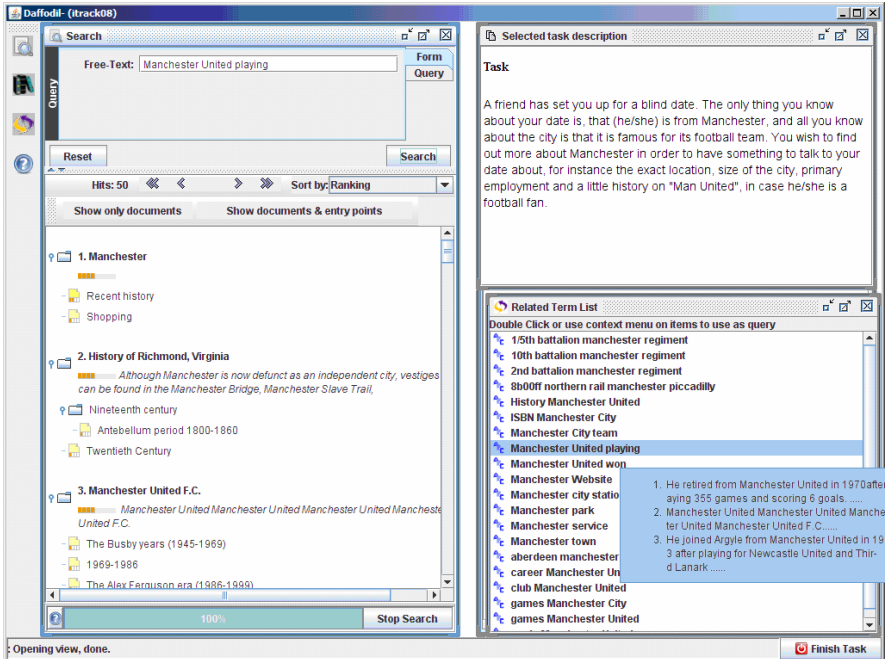 Daffodil- (itrack08)
Search
Query
Free-Text: Manchester United playing
Form
Query
Reset
Search
Hits: 50
Sort by: Ranking
Show only documents
Show documents & entry points
1. Manchester
Recent history
Shopping
2. History of Richmond, Virginia
Although Manchester is now defunct as an independent city, vestiges
can be found in the Manchester Bridge, Manchester Slave Trail,
Nineteenth century
Antebellum period 1800-1860
Twentieth Century
3. Manchester United F.C.
Manchester United Manchester United Manchester United Mancheste
United F.C.
The Busby years (1945-1969)
1969-1986
The Alex Ferguson era (1986-1999)
100%
Stop Search
Selected task description
Task
A friend has set you up for a blind date. The only thing you know
about your date is, that (he/she) is from Manchester, and all you know
about the city is that it is famous for its football team. You wish to find
out more about Manchester in order to have something to talk to your
date about, for instance the exact location, size of the city, primary
employment and a little history on "Man United", in case he/she is a
football fan.
Related Term List
Double Click or use context menu on items to use as query
1/5th battalion manchester regiment
10th battalion manchester regiment
2nd battalion manchester regiment
8b00ff northern rail manchester piccadilly
History Manchester United
ISBN Manchester City
Manchester City team
Manchester United playing
Manchester United won
Manchester Website
Manchester city statio
Manchester park
Manchester service
Manchester town
aberdeen manchester
career Manchester Un
club Manchester United
games Manchester City
games Manchester United
1. He retired from Manchester United in 1970after
aying 355 games and scoring 6 goals. .....
2. Manchester United Manchester United Manche
ter United Manchester United F.C......
3. He joined Argyle from Manchester United in 19
3 after playing for Newcastle United and Thir-
d Lanark ......
: Opening view, done.
Finish Task